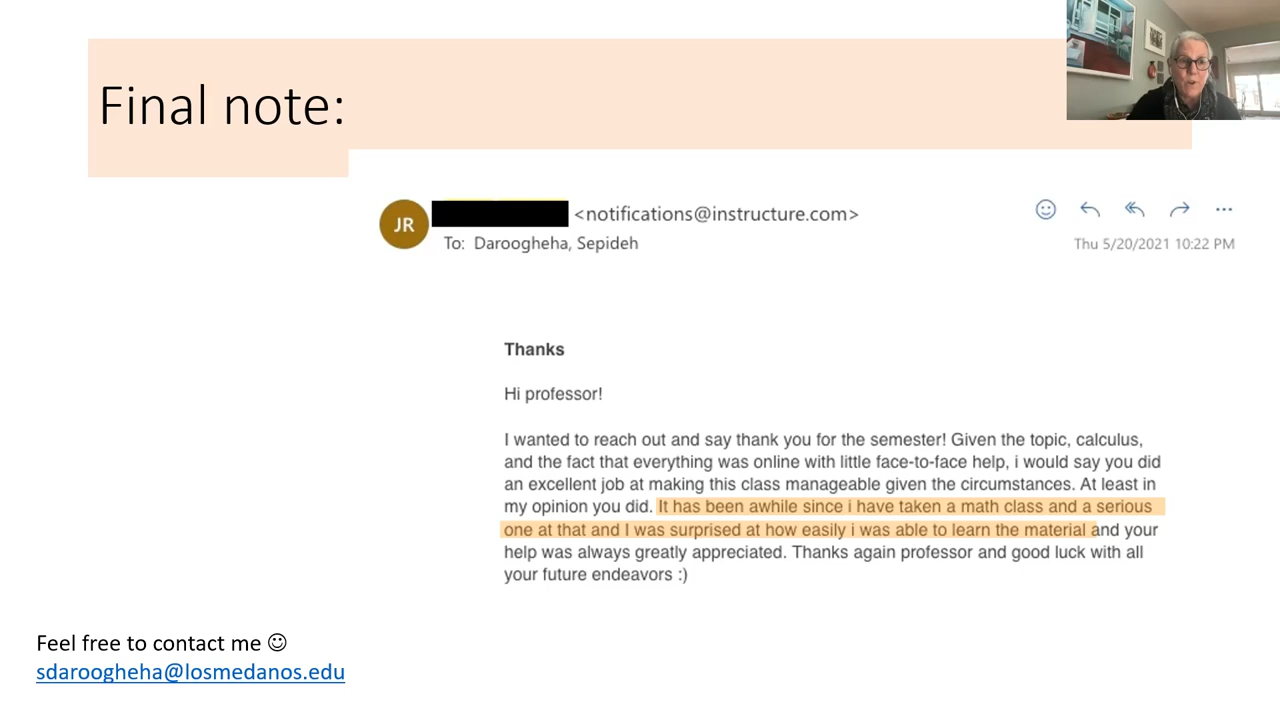 Final note:
JR
<notifications@instructure.com>
To: Daroogheha, Sepideh
Thu 5/20/2021 10:22 PM
Thanks
Hi professor!
I wanted to reach out and say thank you for the semester! Given the topic, calculus,
and the fact that everything was online with little face-to-face help, i would say you did
an excellent job at making this class manageable given the circumstances. At least in
my opinion you did. It has been awhile since i have taken a math class and a serious
one at that and I was surprised at how easily i was able to learn the material and your
help was always greatly appreciated. Thanks again professor and good luck with all
your future endeavors :)
Feel free to contact me ☺
sdaroogheha@losmedanos.edu